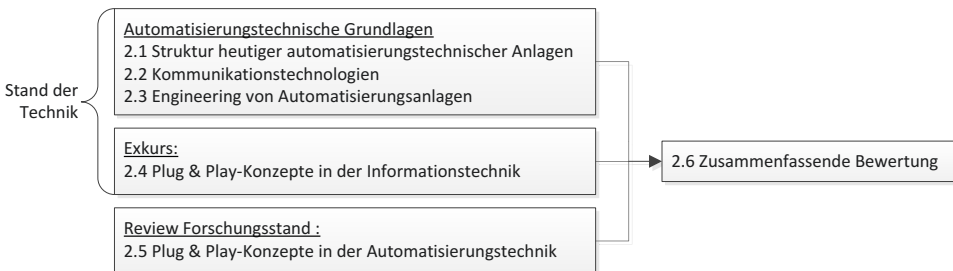 Stand der
Technik
Automatisierungstechnische Grundlagen
2.1 Struktur heutiger automatisierungstechnischer Anlagen
2.2 Kommunikationstechnologien
2.3 Engineering von Automatisierungsanlagen
Exkurs:
2.4 Plug & Play-Konzepte in der Informationstechnik
Review Forschungsstand :
2.5 Plug & Play-Konzepte in der Automatisierungstechnik
2.6 Zusammenfassende Bewertung